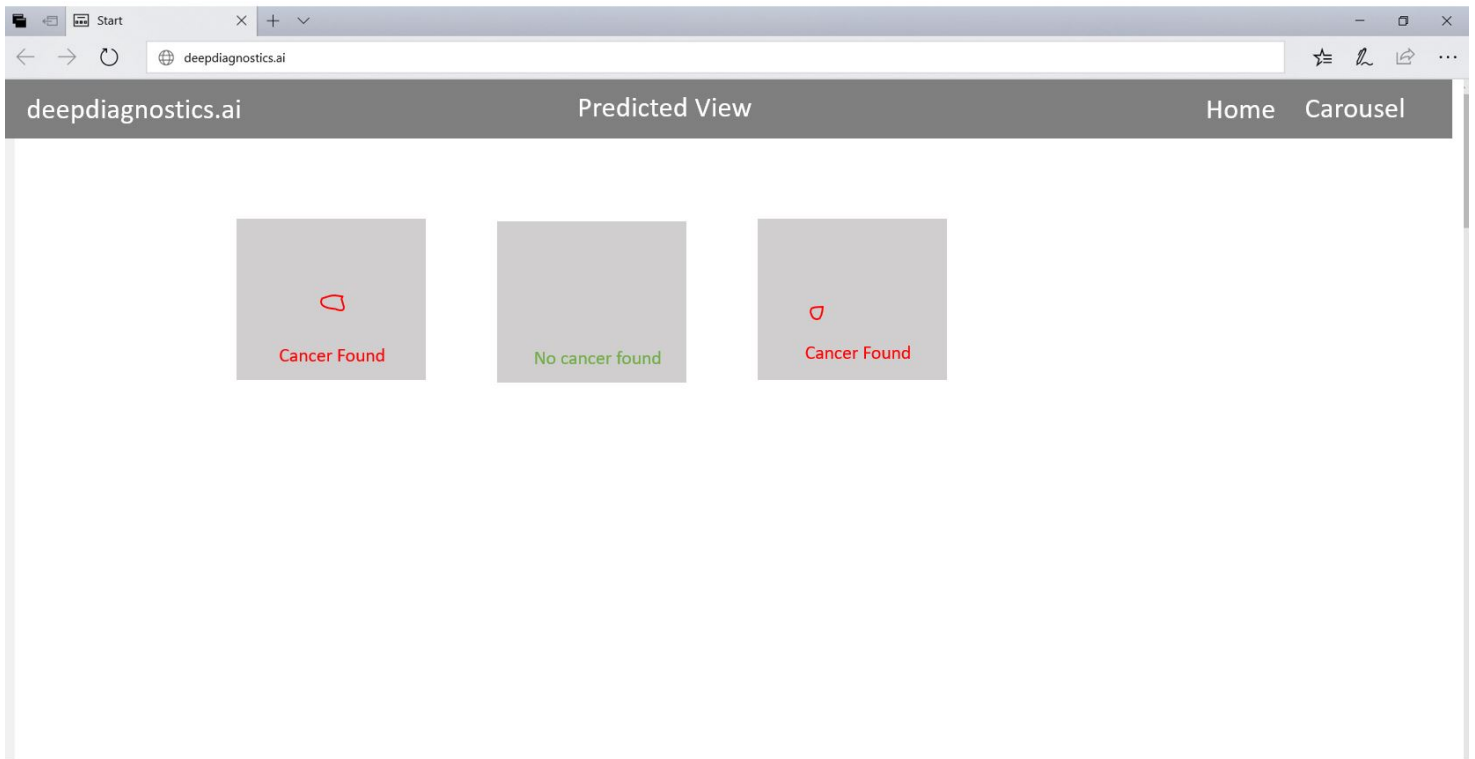 Start
deepdiagnostics.ai
deepdiagnostics.ai Predicted View Home Carousel
Cancer Found No cancer found Cancer Found